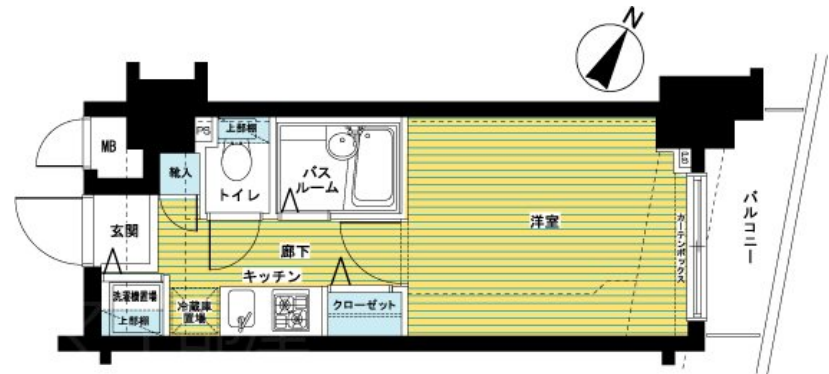 N
MB
PS
上部棚
靴入
トイレ
バス
ルーム
玄関
廊下
キッチン
洋室
カーテンボックス
バルコニー
洗濯機置場
上部棚
冷蔵庫
置場
クローゼット